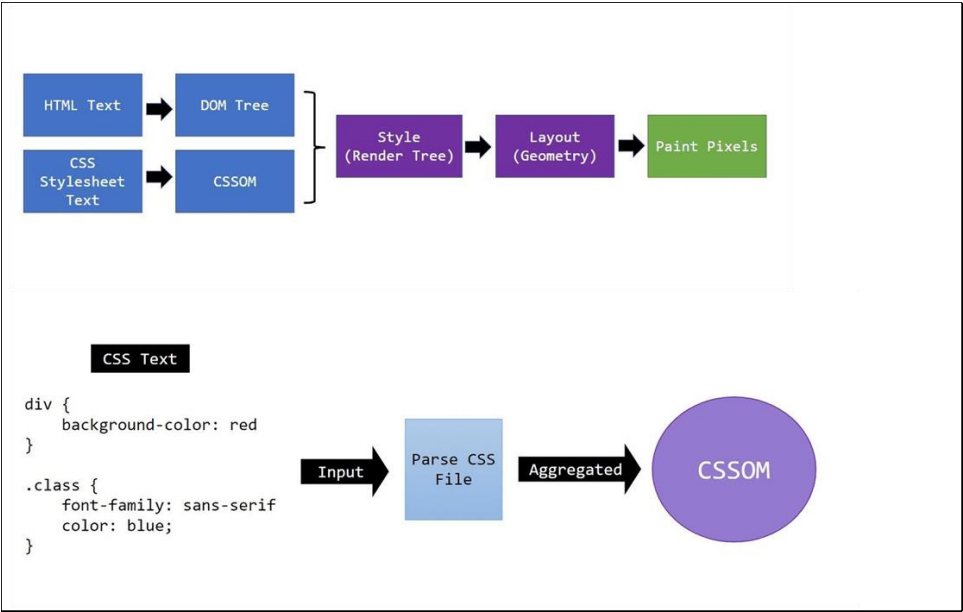 HTML Text
DOM Tree
CSS
Stylesheet
Text
CSSOM
Style
(Render Tree)
Layout
(Geometry)
Paint Pixels
CSS Text
div {
    background-color: red
}
.class {
    font-family: sans-serif
    color: blue;
}
Input
Parse CSS
File
Aggregated
CSSOM